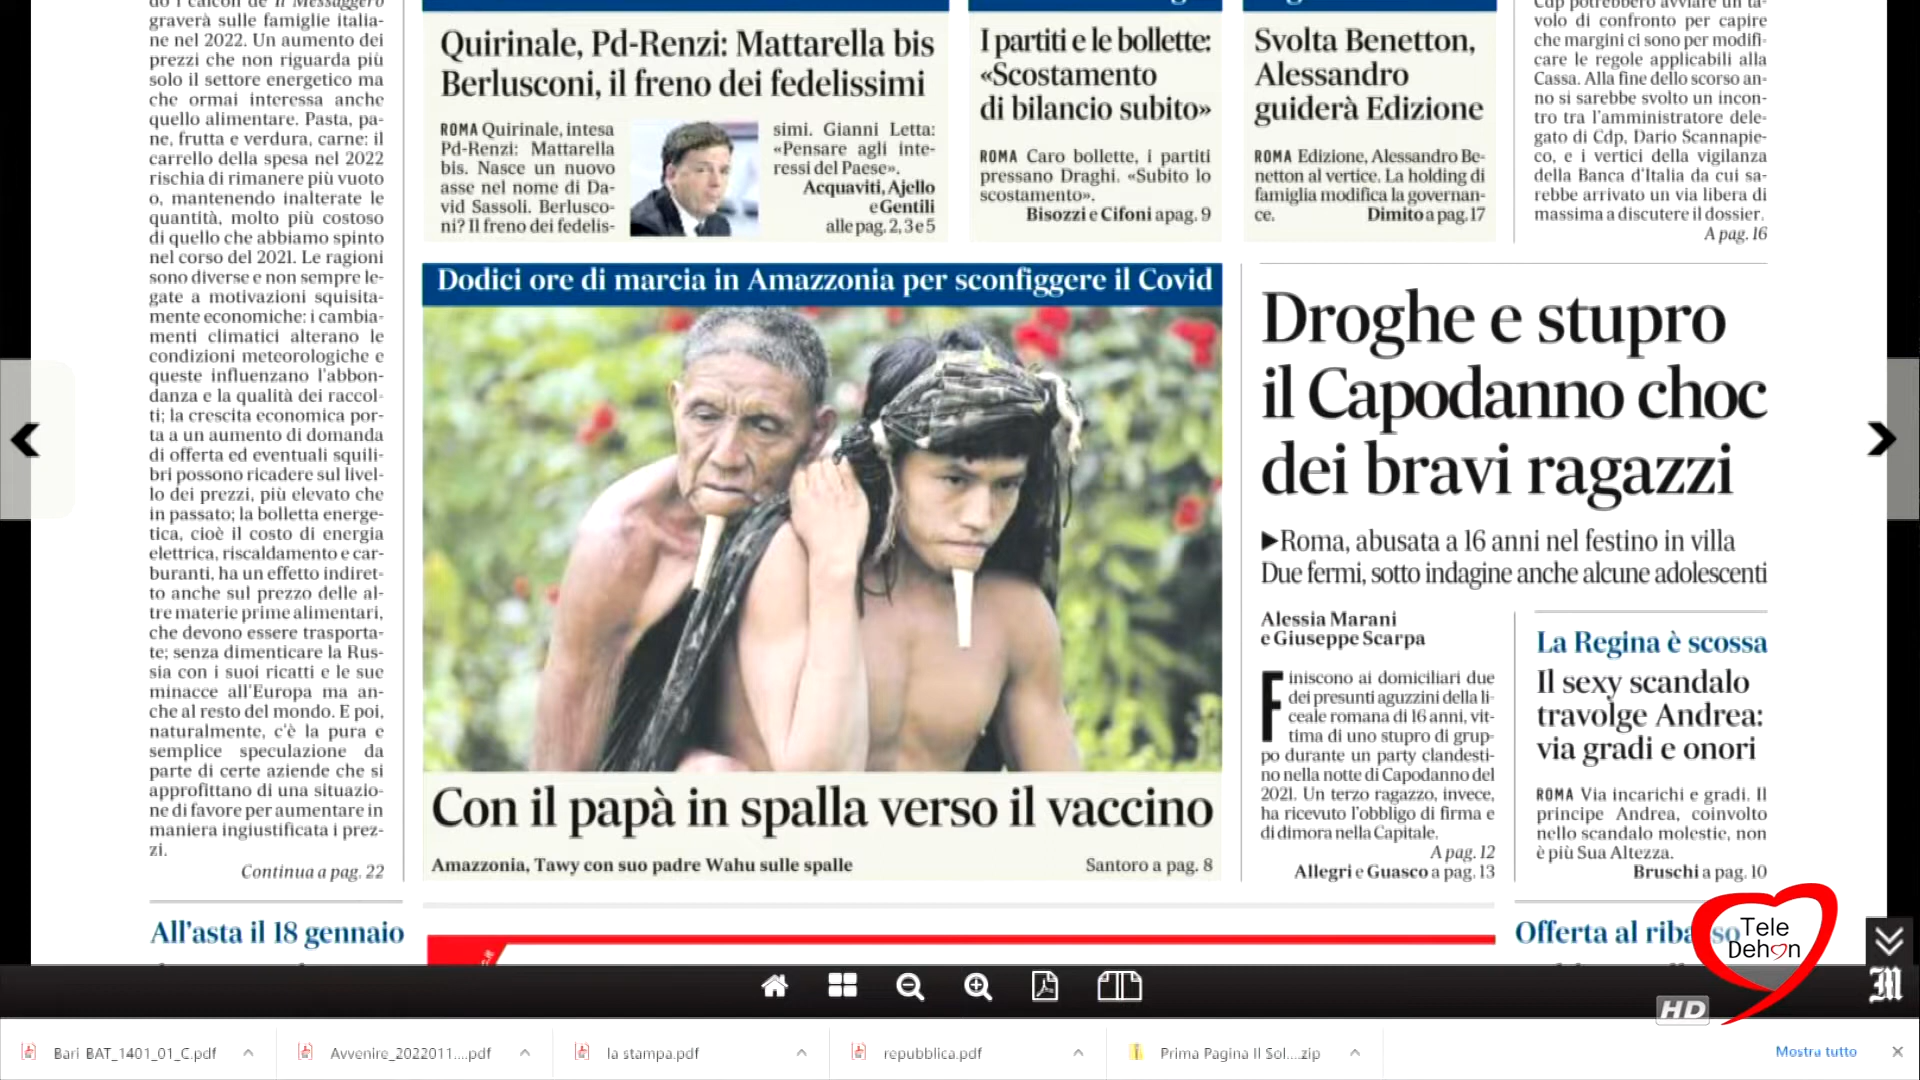 do i calcoli de Il Messaggero
graverà sulle famiglie italia-
ne nel 2022. Un aumento dei
prezzi che non riguarda più
solo il settore energetico ma
che ormai interessa anche
quello alimentare. Pasta, pa-
ne, frutta e verdura, carne: il
carrello della spesa nel 2022
rischia di rimanere più vuoto
o, mantenendo inalterate le
quantità, molto più costoso
di quello che abbiamo spinto
nel corso del 2021. Le ragioni
sono diverse e non sempre le-
gate a motivazioni squisita-
mente economiche: i cambia-
menti climatici alterano le
condizioni meteorologiche e
queste influenzano l'abbon-
danza e la qualità dei raccol-
ti; la crescita economica por-
ta a un aumento di domanda
di offerta ed eventuali squili-
bri possono ricadere sul livel-
lo dei prezzi, più elevato che
in passato; la bolletta energe-
tica, cioè il costo di energia
elettrica, riscaldamento e car-
buranti, ha un effetto indiret-
to anche sul prezzo delle al-
tre materie prime alimentari,
che devono essere trasporta-
te; senza dimenticare la Rus-
sia con i suoi ricatti e le sue
minacce all'Europa ma an-
che al resto del mondo. E poi,
naturalmente, c'è la pura e
semplice speculazione da
parte di certe aziende che si
approfittano di una situazio-
ne di favore per aumentare in
maniera ingiustificata i prez-
zi.
Continua a pag. 22
Quirinale, Pd-Renzi: Mattarella bis
Berlusconi, il freno dei fedelissimi
ROMA Quirinale, intesa
Pd-Renzi: Mattarella
bis. Nasce un nuovo
asse nel nome di Da-
vid Sassoli. Berlusco-
ni? Il freno dei fedelis-
simi. Gianni Letta:
«Pensare agli inte-
ressi del Paese».
Acquaviti, Ajello
e Gentili
alle pag. 2, 3 e 5
I partiti e le bollette:
«Scostamento
di bilancio subito»
ROMA Caro bollette, i partiti
pressano Draghi. «Subito lo
scostamento».
Bisozzi e Cifoni a pag. 9
Svolta Benetton,
Alessandro
guiderà Edizione
ROMA Edizione, Alessandro Be-
netton al vertice. La holding di
famiglia modifica la governan-
ce. Dimito a pag. 17
Cdp potrebbero avviare un ta-
volo di confronto per capire
che margini ci sono per modifi-
care le regole applicabili alla
Cassa. Alla fine dello scorso an-
no si sarebbe svolto un incon-
tro tra l'amministratore dele-
gato di Cdp, Dario Scannapie-
co, e i vertici della vigilanza
della Banca d'Italia da cui sa-
rebbe arrivato un via libera di
massima a discutere il dossier.
A pag. 16
Dodici ore di marcia in Amazzonia per sconfiggere il Covid
Con il papà in spalla verso il vaccino
Amazzonia, Tawy con suo padre Wahu sulle spalle Santoro a pag. 8
Droghe e stupro
il Capodanno choc
dei bravi ragazzi
▶Roma, abusata a 16 anni nel festino in villa
Due fermi, sotto indagine anche alcune adolescenti
Alessia Marani
e Giuseppe Scarpa
Finiscono ai domiciliari due
dei presunti aguzzini della li-
ceale romana di 16 anni, vit-
tima di uno stupro di grup-
po durante un party clandesti-
no nella notte di Capodanno del
2021. Un terzo ragazzo, invece,
ha ricevuto l'obbligo di firma e
di dimora nella Capitale.
A pag. 12
Allegri e Guasco a pag. 13
La Regina è scossa
Il sexy scandalo
travolge Andrea:
via gradi e onori
ROMA Via incarichi e gradi. Il
principe Andrea, coinvolto
nello scandalo molestie, non
è più Sua Altezza.
Bruschi a pag. 10
All'asta il 18 gennaio
Offerta al ribasso
Tele
Dehon
HD
M
Bari BAT_1401_01_C.pdf
Avvenire_2022011....pdf
la stampa.pdf
repubblica.pdf
Prima Pagina Il Sol....zip
Mostra tutto